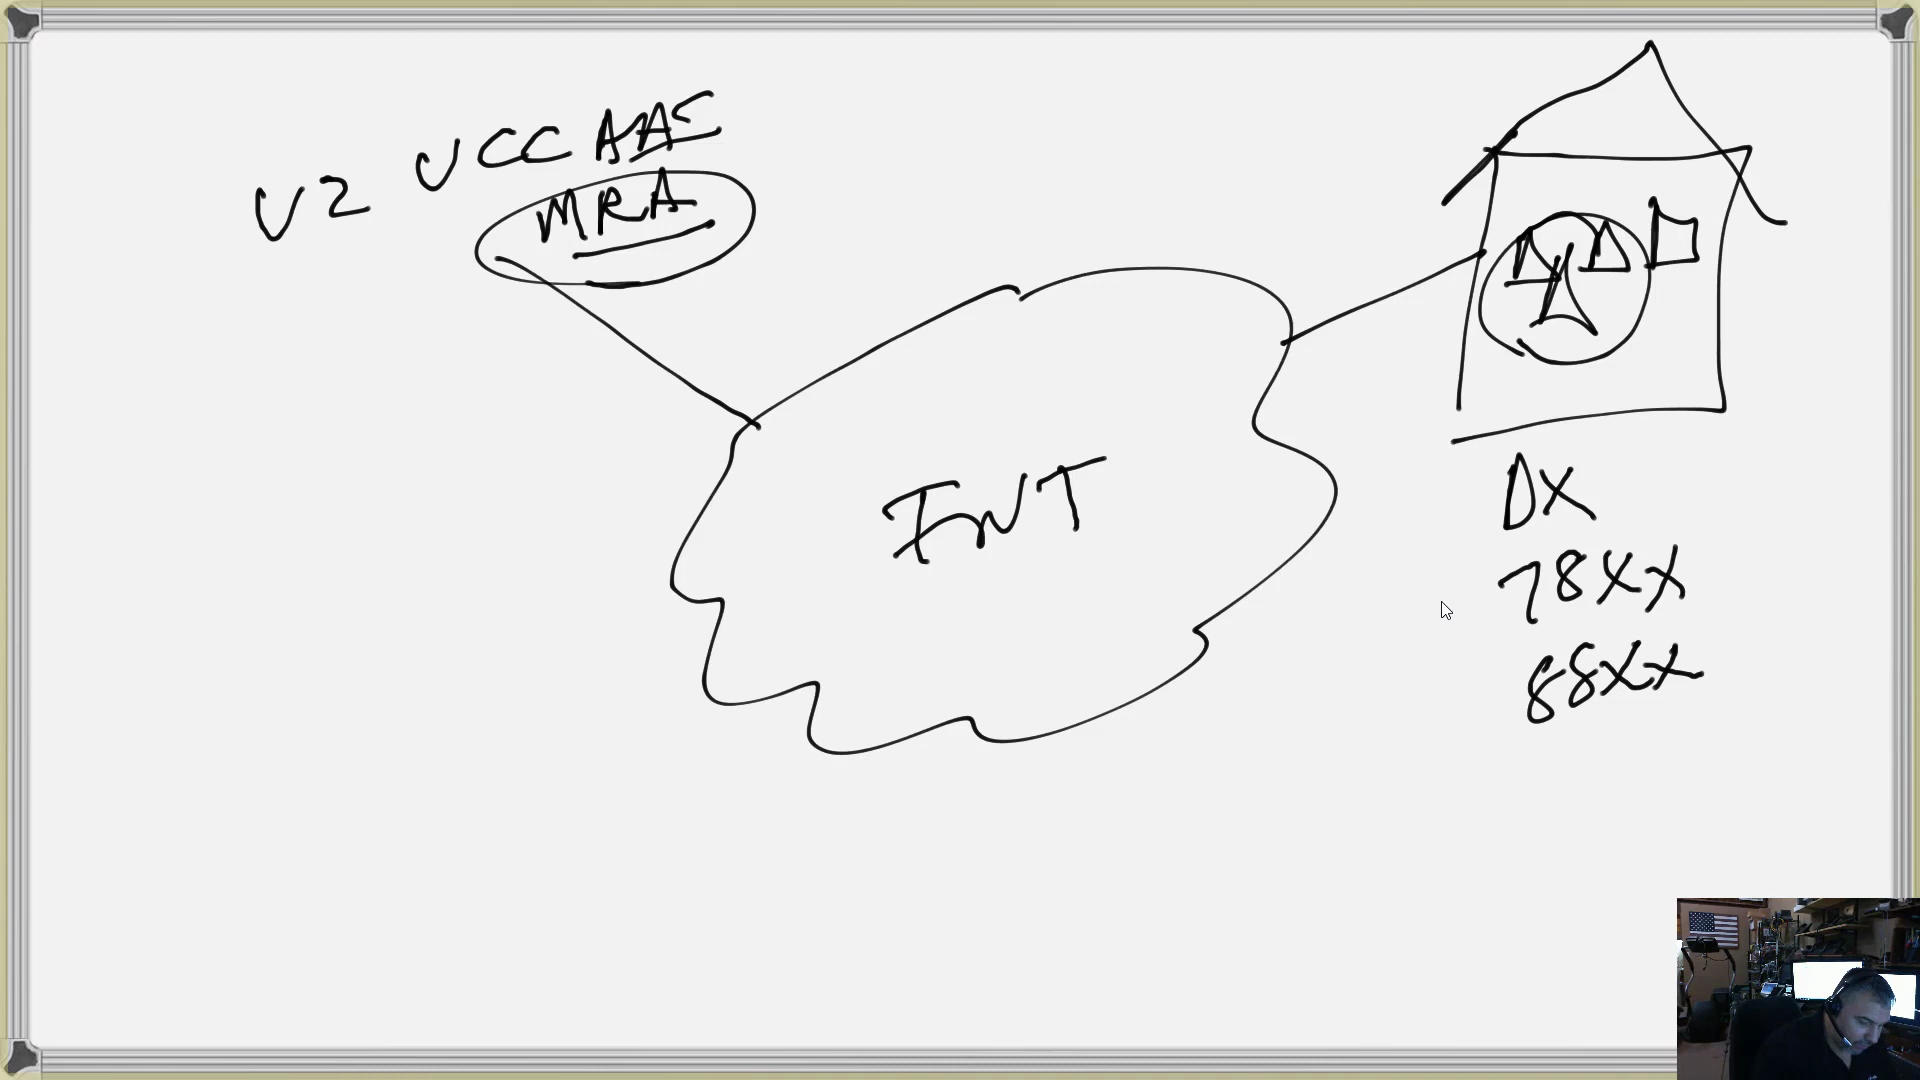 V2 UCCAAS
MRA
INT
DX
78XX
88XX